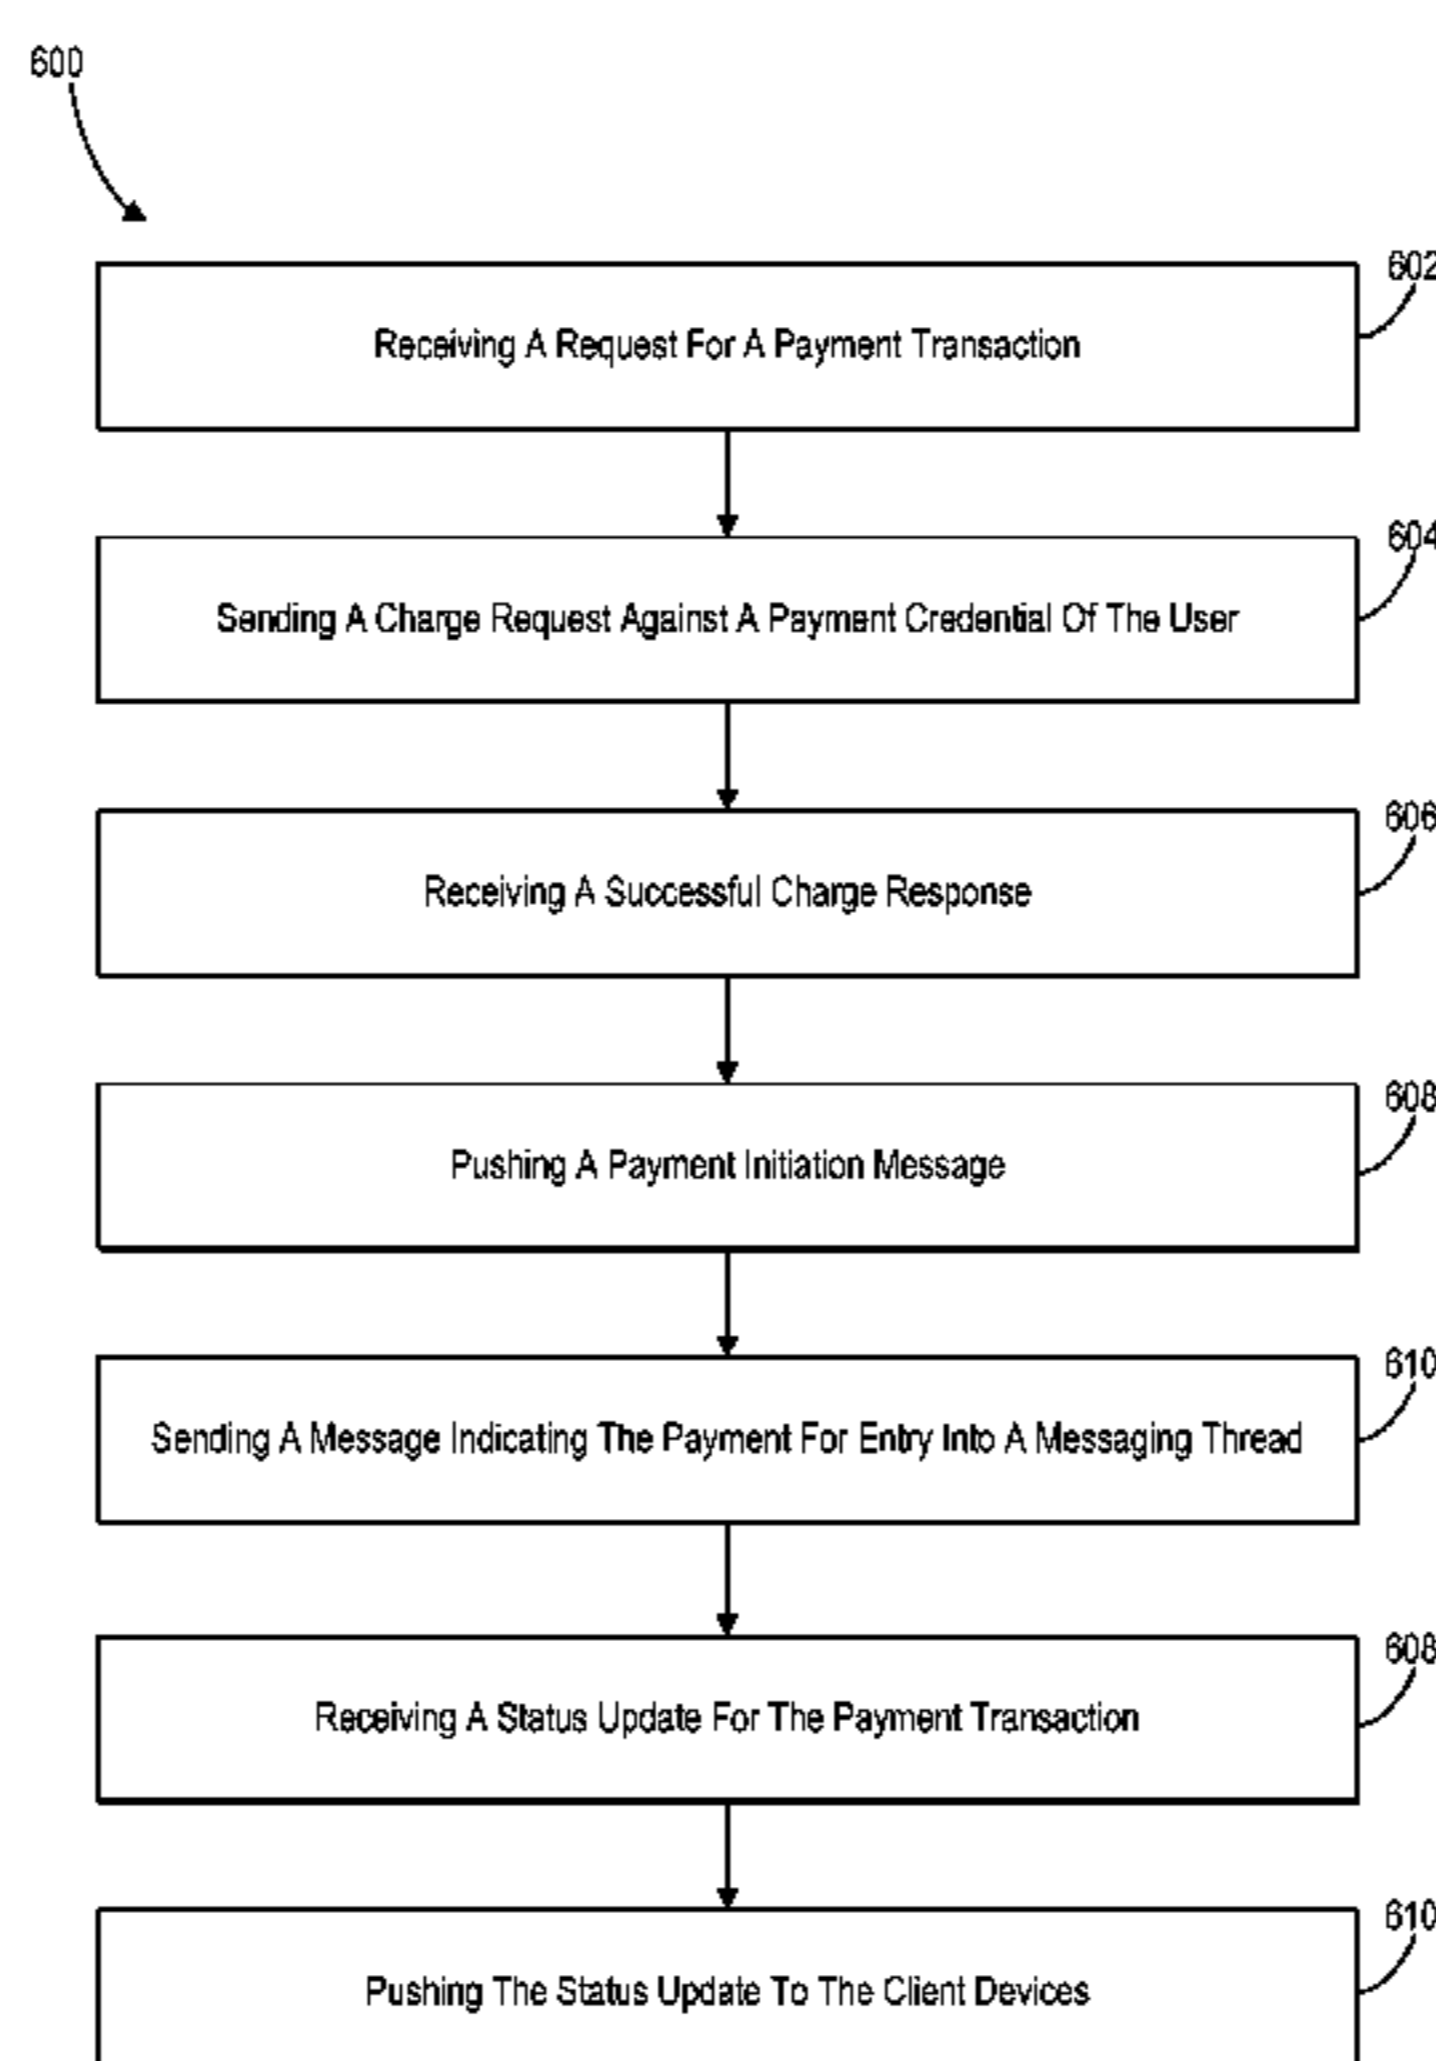 600
602
Receiving A Request For A Payment Transaction
604
Sending A Charge Request Against A Payment Credential Of The User
606
Receiving A Successful Charge Response
608
Pushing A Payment Initiation Message
610
Sending A Message Indicating The Payment For Entry Into A Messaging Thread
608
Receiving A Status Update For The Payment Transaction
610
Pushing The Status Update To The Client Devices